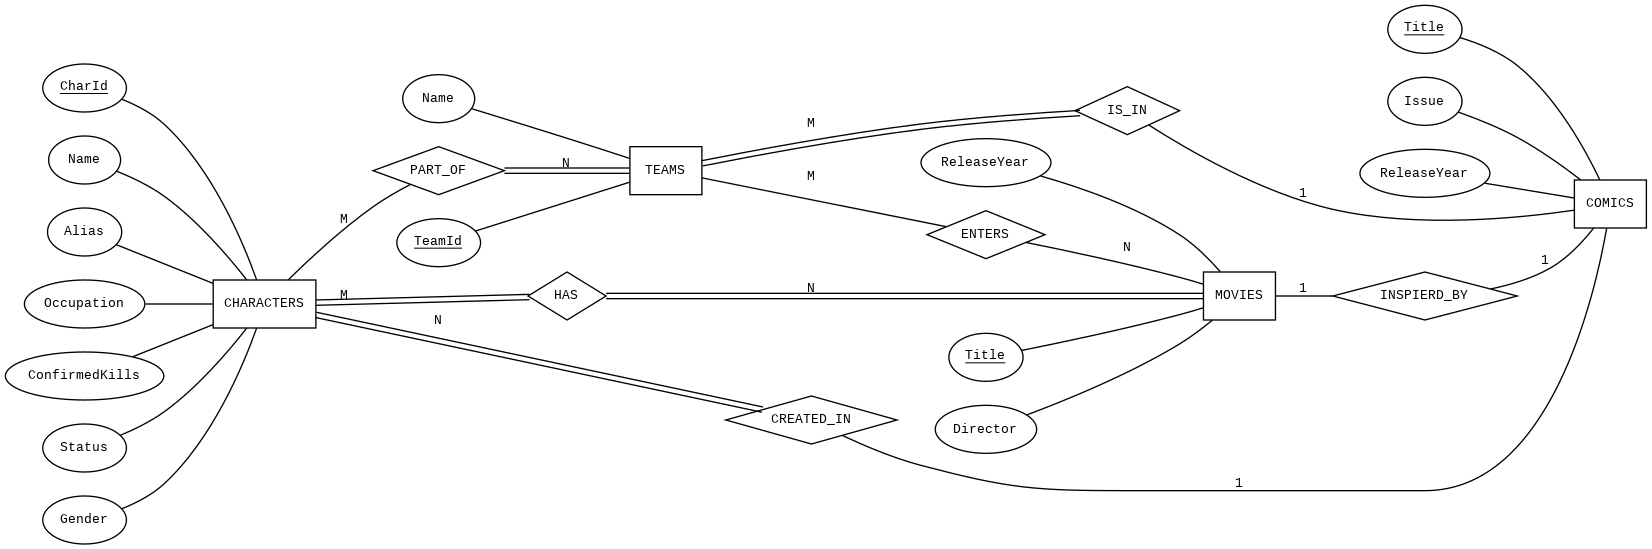 Title
CharId
Name
Issue
IS_IN
M
Name
N
ReleaseYear
PART_OF
TEAMS
M
ReleaseYear
1
COMICS
M
Alias
TeamId
ENTERS
N
1
Occupation
CHARACTERS
M
HAS
N
MOVIES
1
INSPIERD_BY
N
Title
ConfirmedKills
CREATED_IN
Director
Status
1
Gender